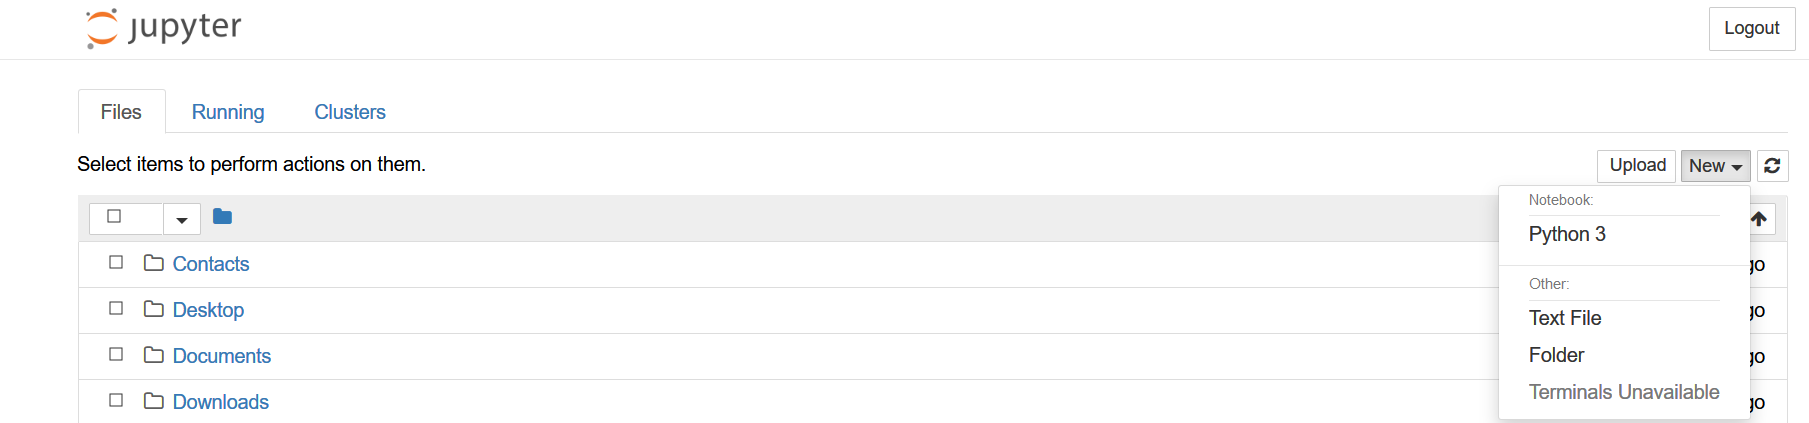 jupyter
Logout
Files Running Clusters
Select items to perform actions on them.
Upload New
Notebook:
Python 3
Contacts
Other:
Desktop
Text File
Documents
Folder
Downloads
Terminals Unavailable